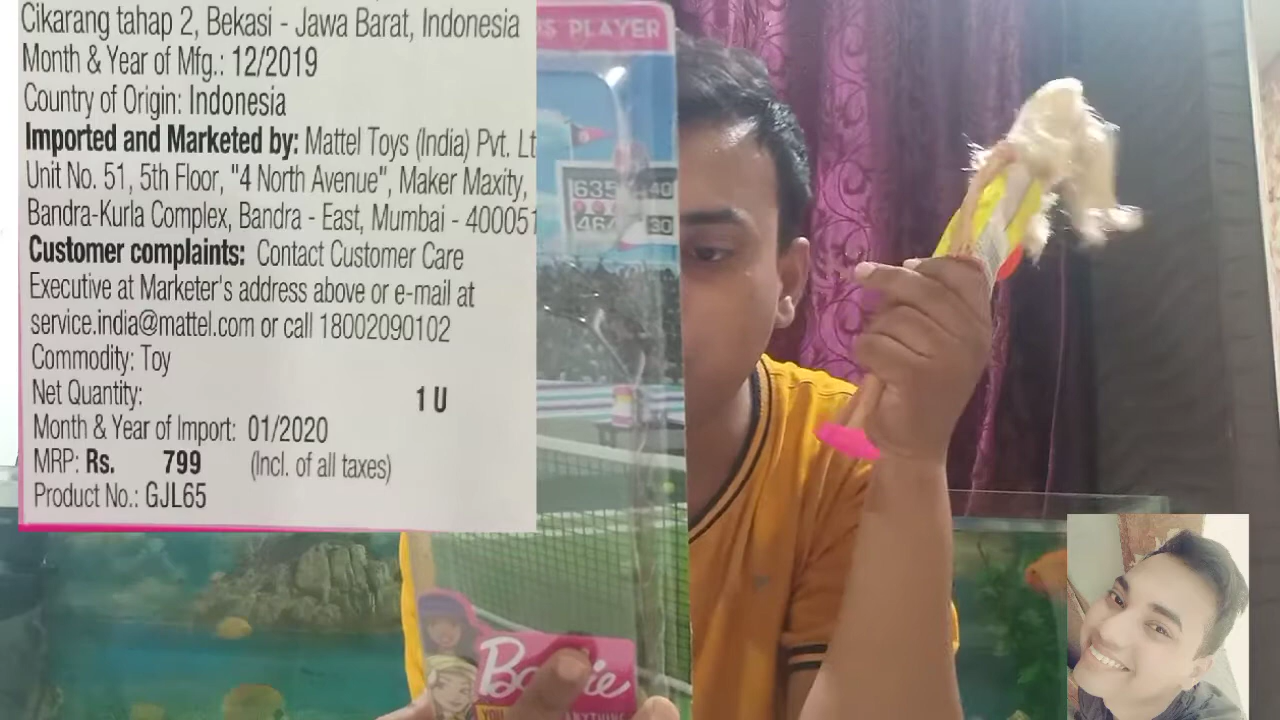 Cikarang tahap 2, Bekasi - Jawa Barat, Indonesia
Month & Year of Mfg.: 12/2019
Country of Origin: Indonesia
Imported and Marketed by: Mattel Toys (India) Pvt. Lt
Unit No. 51, 5th Floor, "4 North Avenue", Maker Maxity,
Bandra-Kurla Complex, Bandra - East, Mumbai - 400051
Customer complaints: Contact Customer Care
Executive at Marketer's address above or e-mail at
service.india@mattel.com or call 18002090102
Commodity: Toy
Net Quantity: 1 U
Month & Year of Import: 01/2020
MRP: Rs. 799 (Incl. of all taxes)
Product No.: GJL65
PLAYER
635 40
464 30
Barbie
YOU ANYTHING